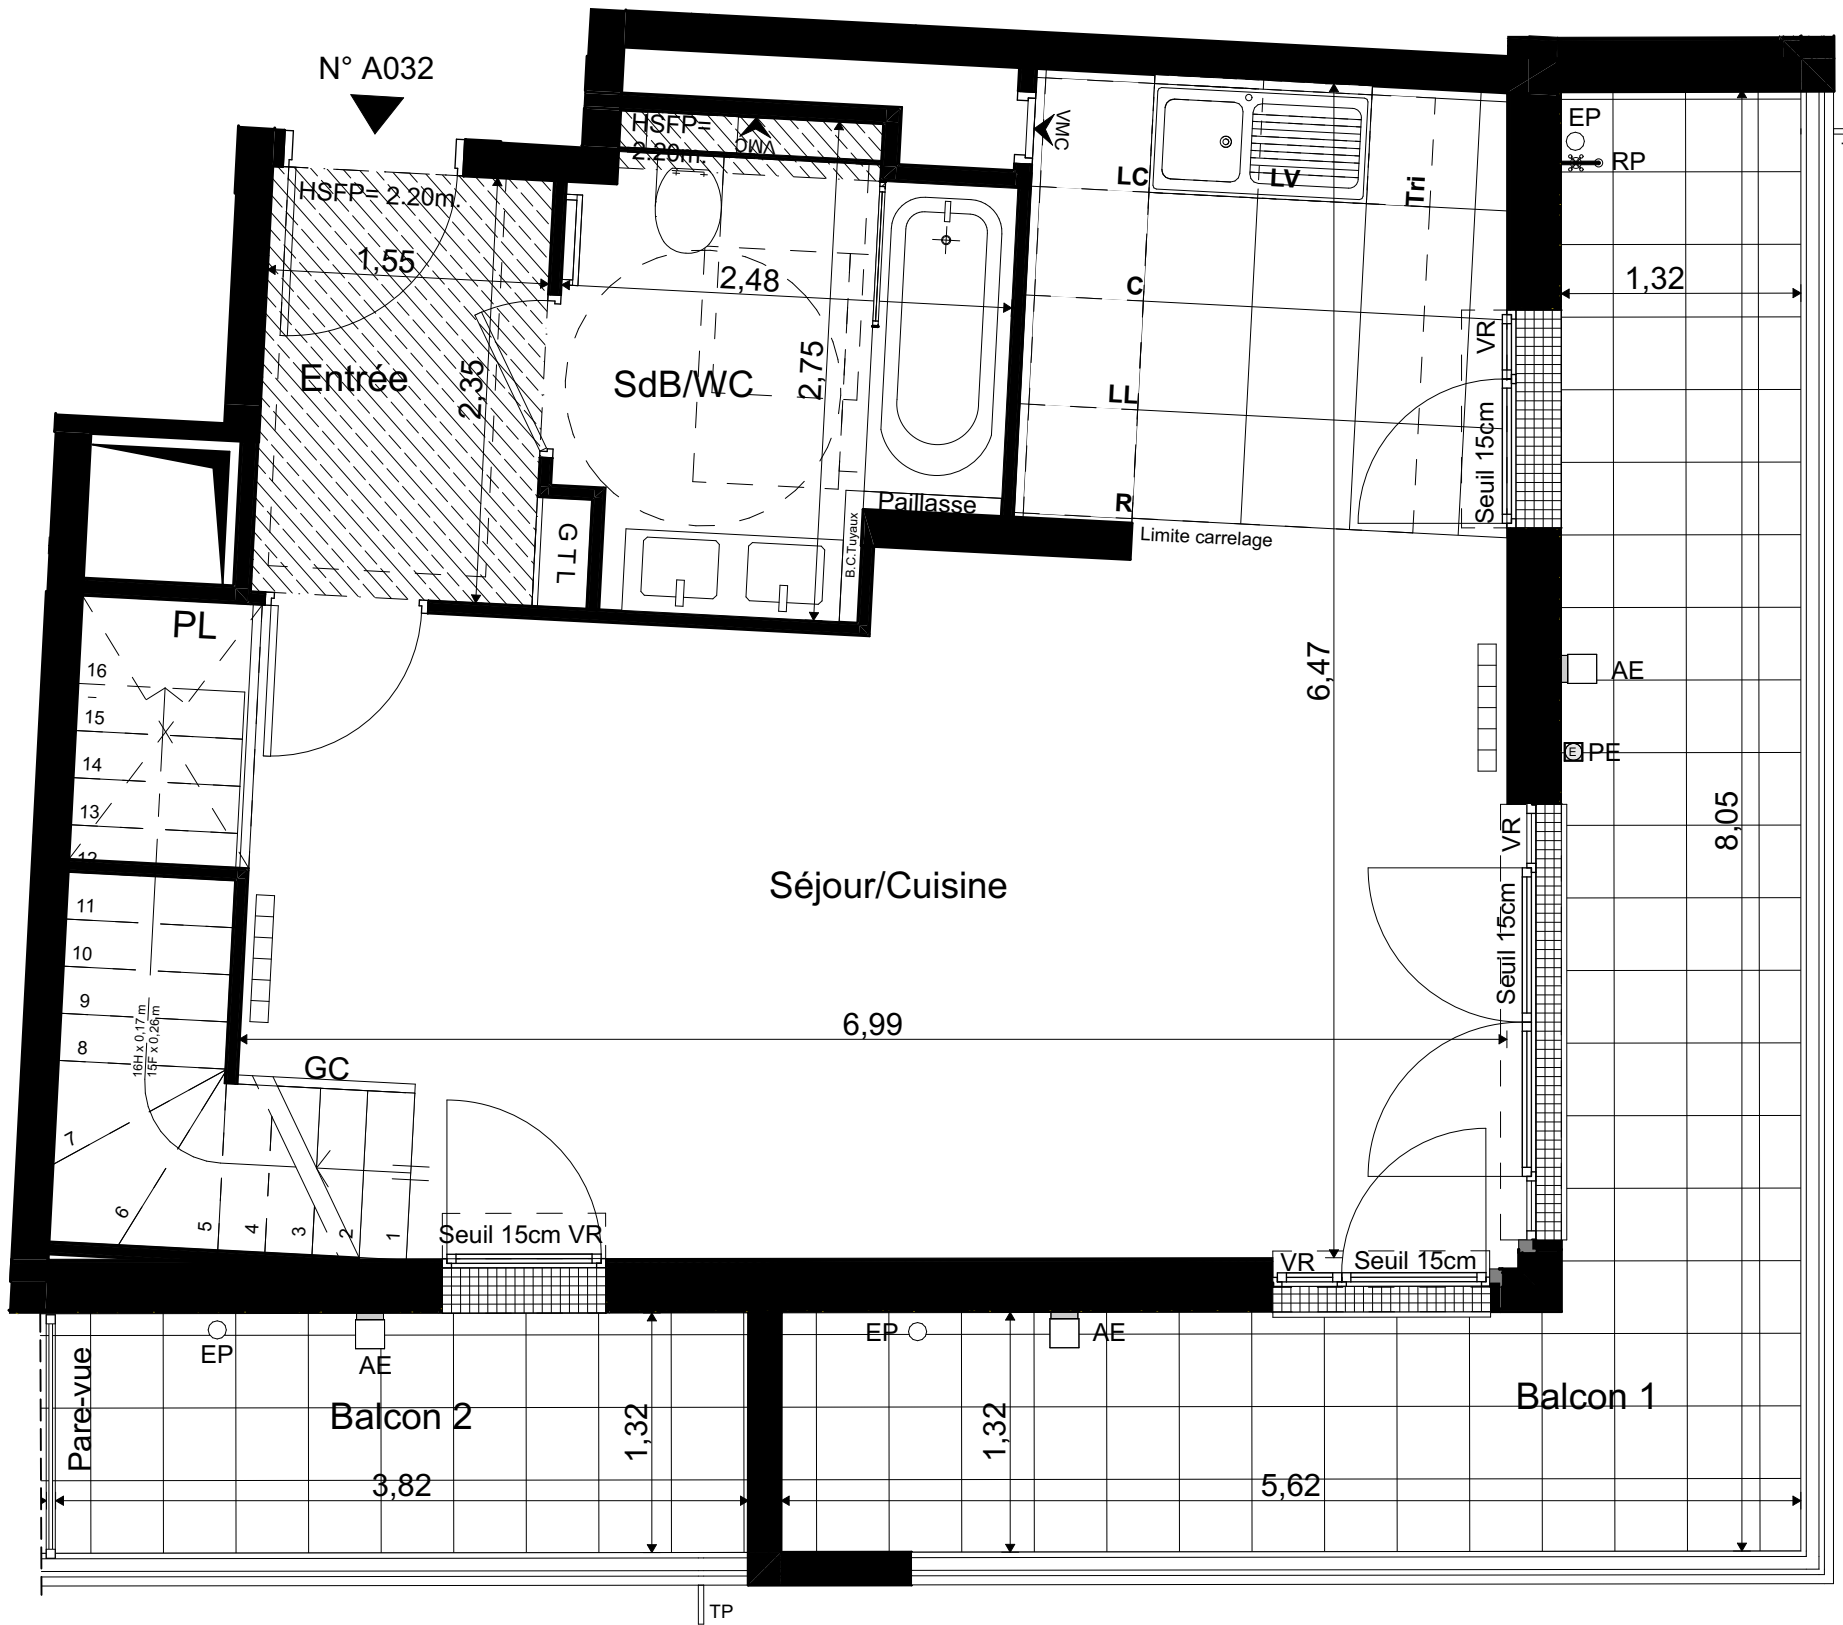 N° A032
HSFP=
2.20m.
VMC
VMC
HSFP= 2.20m.
EP
RP
LC
LV
Tri
1,55
2,48
C
1,32
VR
Entrée
2,35
SdB/WC
2,75
LL
Seuil 15cm
Paillasse
R
Limite carrelage
G T L
B.C.Tuyaux
PL
16
15
14
13
12
11
10
9
8
7
6
5
4
3
2
1
16H x 0,17 m
15F x 0,26 m
GC
6,47
AE
E
PE
8,05
VR
Seuil 15cm
Séjour/Cuisine
6,99
Seuil 15cm VR
VR
Seuil 15cm
Pare-vue
EP
AE
EP
AE
Balcon 2
1,32
3,82
1,32
Balcon 1
5,62
TP